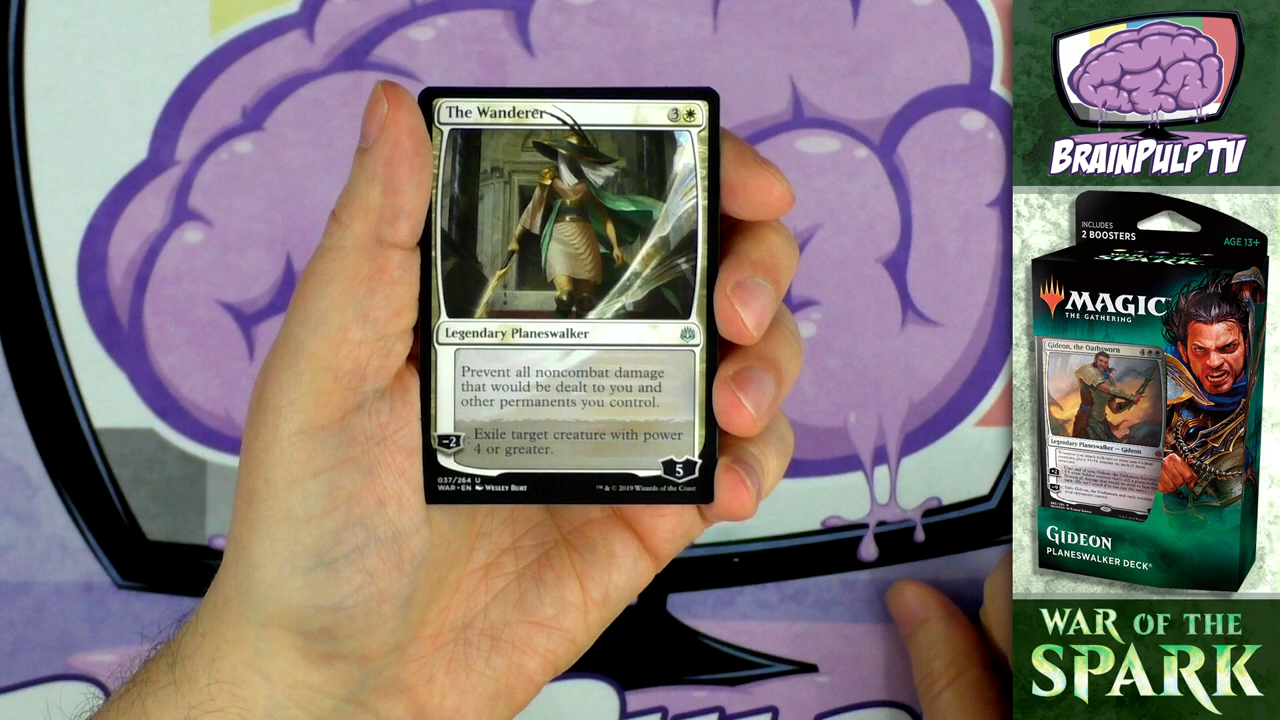 The Wanderer
3
Legendary Planeswalker
Prevent all noncombat damage
that would be dealt to you and
other permanents you control.
-2: Exile target creature with power
4 or greater.
5
037/264 U
WAR • EN Wesley Burt
™ & © 2019 Wizards of the Coast
BRAINPULP TV
INCLUDES
2 BOOSTERS
AGE 13+
SPARK
MAGIC
THE GATHERING
Gideon, the Oathsworn
4
Legendary Planeswalker — Gideon
GIDEON
PLANESWALKER DECK®
WAR OF THE
SPARK